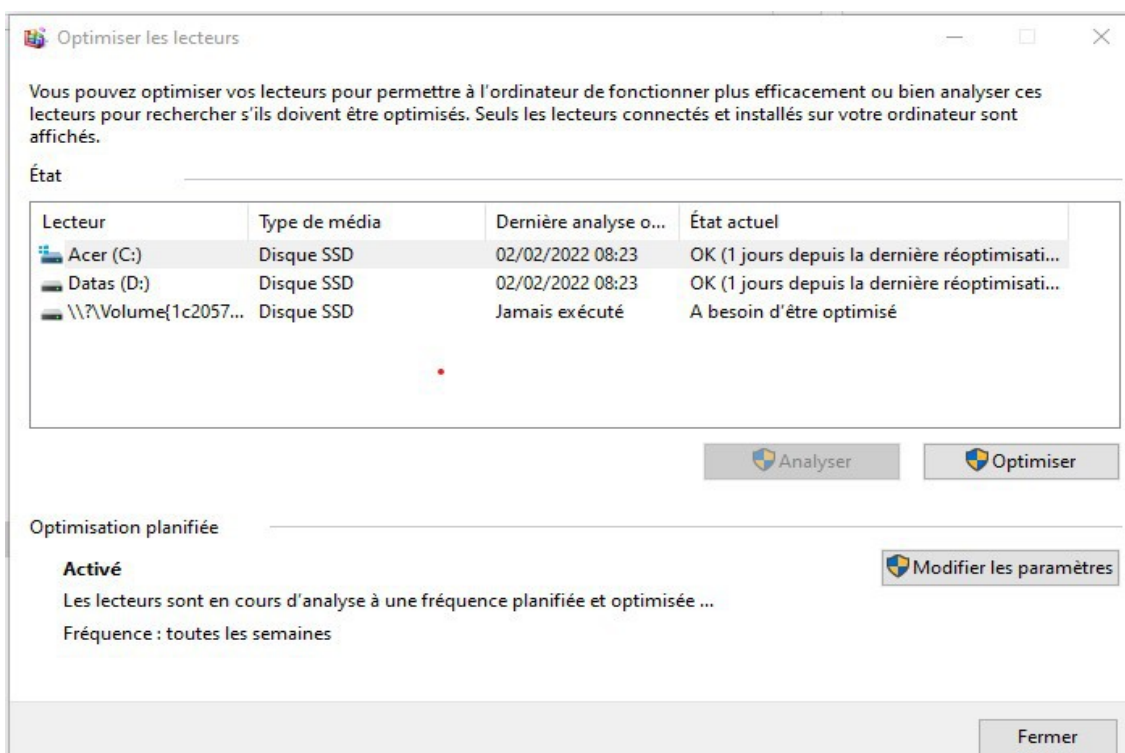 Optimiser les lecteurs
Vous pouvez optimiser vos lecteurs pour permettre à l'ordinateur de fonctionner plus efficacement ou bien analyser ces
lecteurs pour rechercher s'ils doivent être optimisés. Seuls les lecteurs connectés et installés sur votre ordinateur sont
affichés.
État
Lecteur Type de média Dernière analyse o... État actuel
Acer (C:) Disque SSD 02/02/2022 08:23 OK (1 jours depuis la dernière réoptimisati...
Datas (D:) Disque SSD 02/02/2022 08:23 OK (1 jours depuis la dernière réoptimisati...
\\?\Volume{1c2057... Disque SSD Jamais exécuté A besoin d'être optimisé
Analyser Optimiser
Optimisation planifiée
Activé Modifier les paramètres
Les lecteurs sont en cours d'analyse à une fréquence planifiée et optimisée ...
Fréquence : toutes les semaines
Fermer